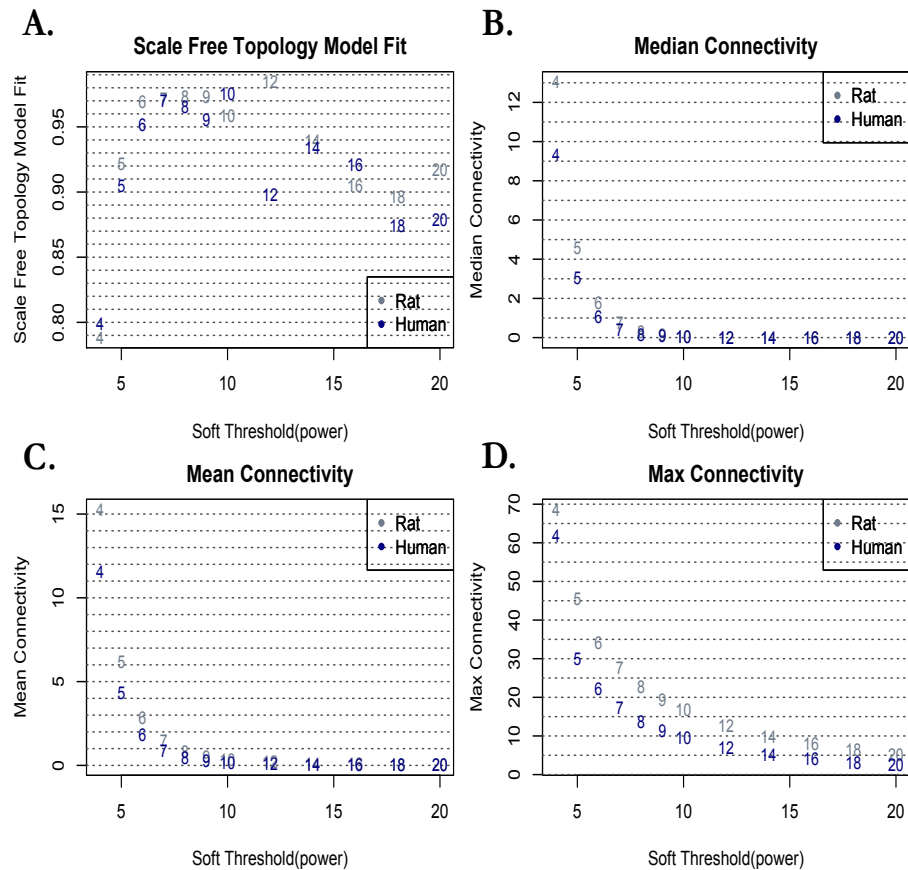 A.
Scale Free Topology Model Fit
Scale Free Topology Model Fit
0.80 0.85 0.90 0.95
4 5 6 7 8 9 10 12 14 16 18 20
4 5 6 7 8 9 10 12 14 16 18 20
Rat
Human
5 10 15 20
Soft Threshold(power)
B.
Median Connectivity
Median Connectivity
0 2 4 6 8 10 12
4 5 6 7 8 9 10 12 14 16 18 20
Rat
Human
5 10 15 20
Soft Threshold(power)
C.
Mean Connectivity
Mean Connectivity
0 5 10 15
4 5 6 7 8 9 10 12 14 16 18 20
4 5 6 7 8 9 10 12
Rat
Human
5 10 15 20
Soft Threshold(power)
D.
Max Connectivity
Max Connectivity
0 10 20 30 40 50 60 70
4 5 6 7 8 9 10 12 14 16 18 20
4 5 6 7 8 9 10 12 14 16 18 20
Rat
Human
5 10 15 20
Soft Threshold(power)